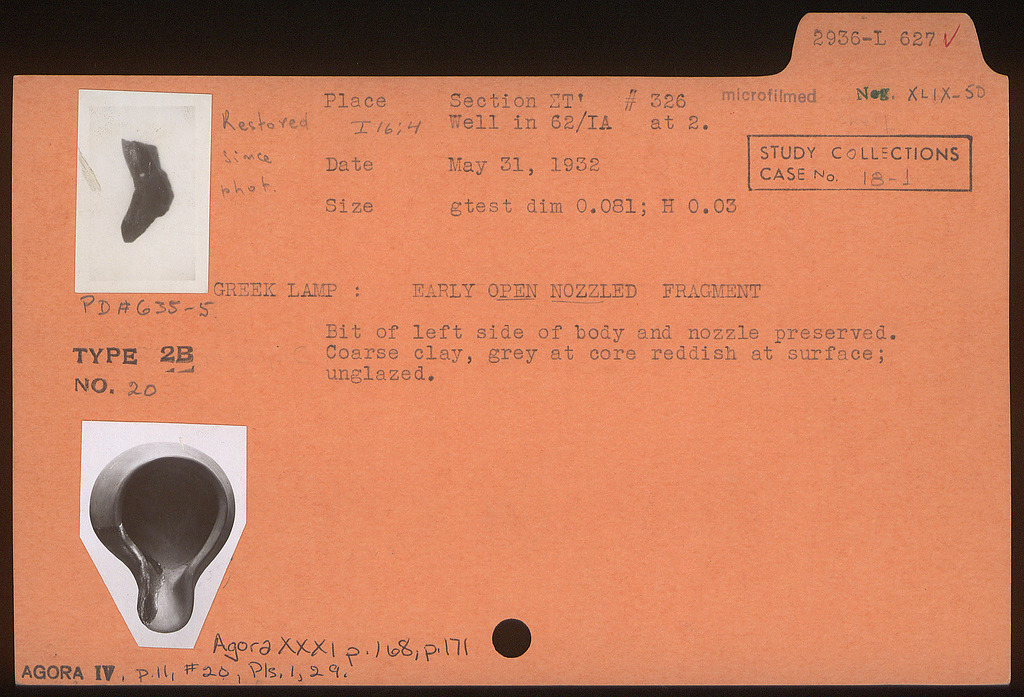 2936-L 627 ✓
Place Section ΣT' # 326 microfilmed Neg. XLIX-50
I 16:4 Well in 62/IA at 2.
Restored
since
phot.
Date May 31, 1932
STUDY COLLECTIONS
CASE No. 18-1
Size gtest dim 0.081; H 0.03
GREEK LAMP : EARLY OPEN NOZZLED FRAGMENT
PD# 635-5
Bit of left side of body and nozzle preserved.
Coarse clay, grey at core reddish at surface;
unglazed.
TYPE 2B
NO. 20
Agora XXXI p.168, p.171
AGORA IV, p.11, #20, Pls. 1, 29.